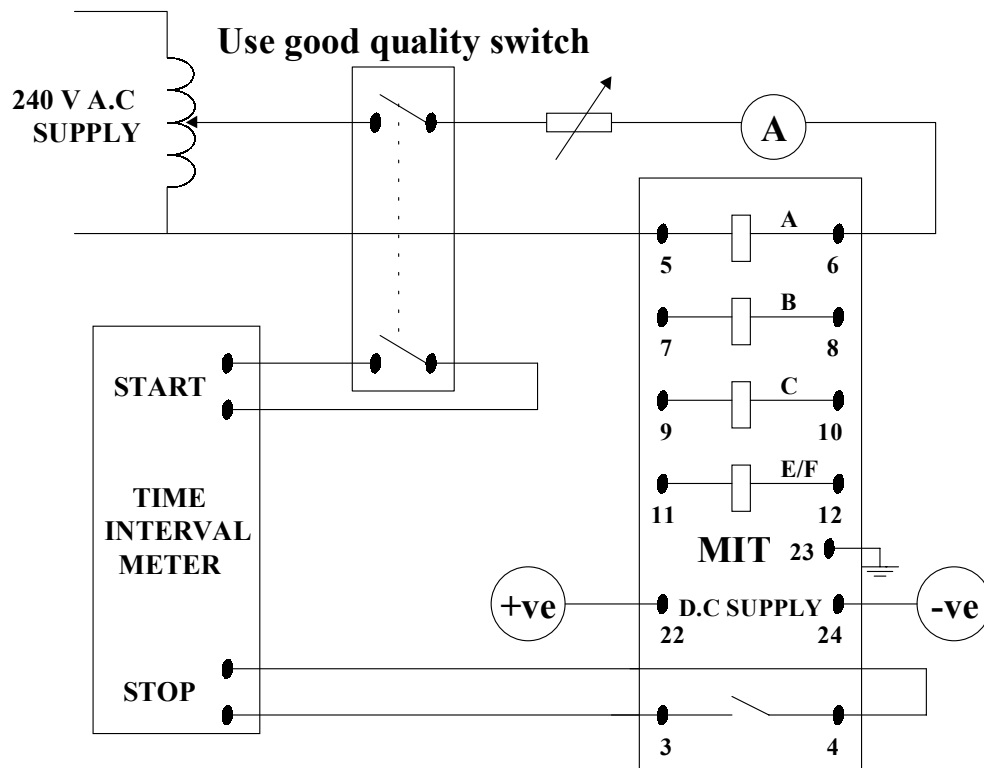 Use good quality switch
240 V A.C
SUPPLY
A
A
5
6
B
7
8
START
C
9
10
E/F
11
12
TIME
INTERVAL
METER
MIT
23
+ve
D.C SUPPLY
-ve
22
24
STOP
3
4